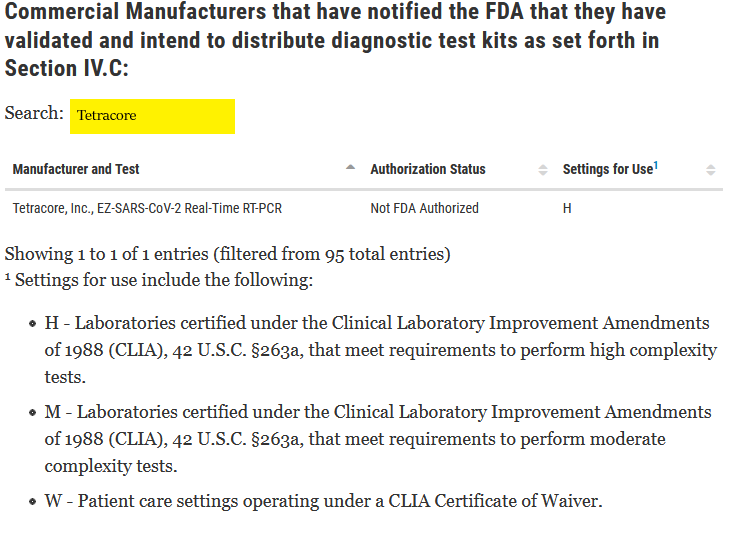 Commercial Manufacturers that have notified the FDA that they have
validated and intend to distribute diagnostic test kits as set forth in
Section IV.C:
Search: Tetracore
Manufacturer and Test Authorization Status Settings for Use¹
Tetracore, Inc., EZ-SARS-CoV-2 Real-Time RT-PCR Not FDA Authorized H
Showing 1 to 1 of 1 entries (filtered from 95 total entries)
¹ Settings for use include the following:
• H - Laboratories certified under the Clinical Laboratory Improvement Amendments
of 1988 (CLIA), 42 U.S.C. §263a, that meet requirements to perform high complexity
tests.
• M - Laboratories certified under the Clinical Laboratory Improvement Amendments
of 1988 (CLIA), 42 U.S.C. §263a, that meet requirements to perform moderate
complexity tests.
• W - Patient care settings operating under a CLIA Certificate of Waiver.